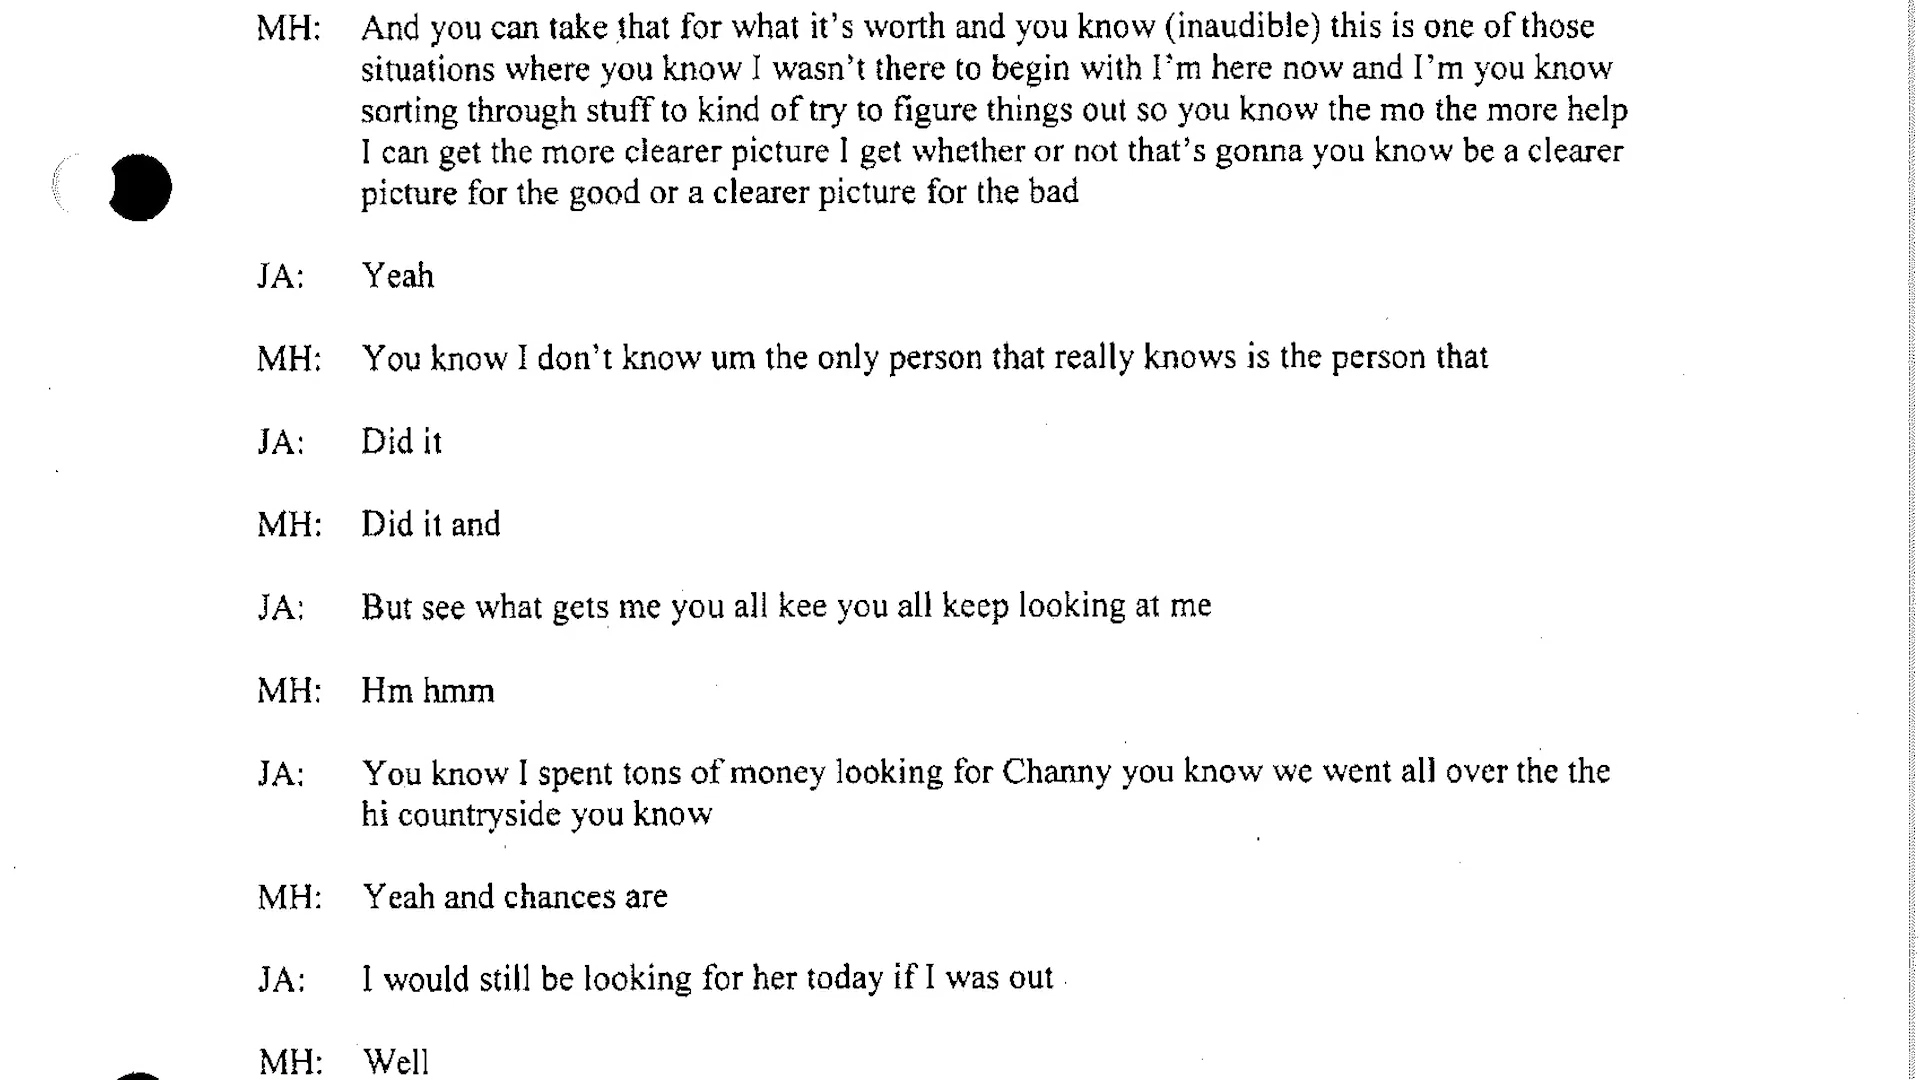 MH: And you can take that for what it's worth and you know (inaudible) this is one of those
situations where you know I wasn't there to begin with I'm here now and I'm you know
sorting through stuff to kind of try to figure things out so you know the mo the more help
I can get the more clearer picture I get whether or not that's gonna you know be a clearer
picture for the good or a clearer picture for the bad
JA: Yeah
MH: You know I don't know um the only person that really knows is the person that
JA: Did it
MH: Did it and
JA: But see what gets me you all kee you all keep looking at me
MH: Hm hmm
JA: You know I spent tons of money looking for Channy you know we went all over the the
hi countryside you know
MH: Yeah and chances are
JA: I would still be looking for her today if I was out
MH: Well